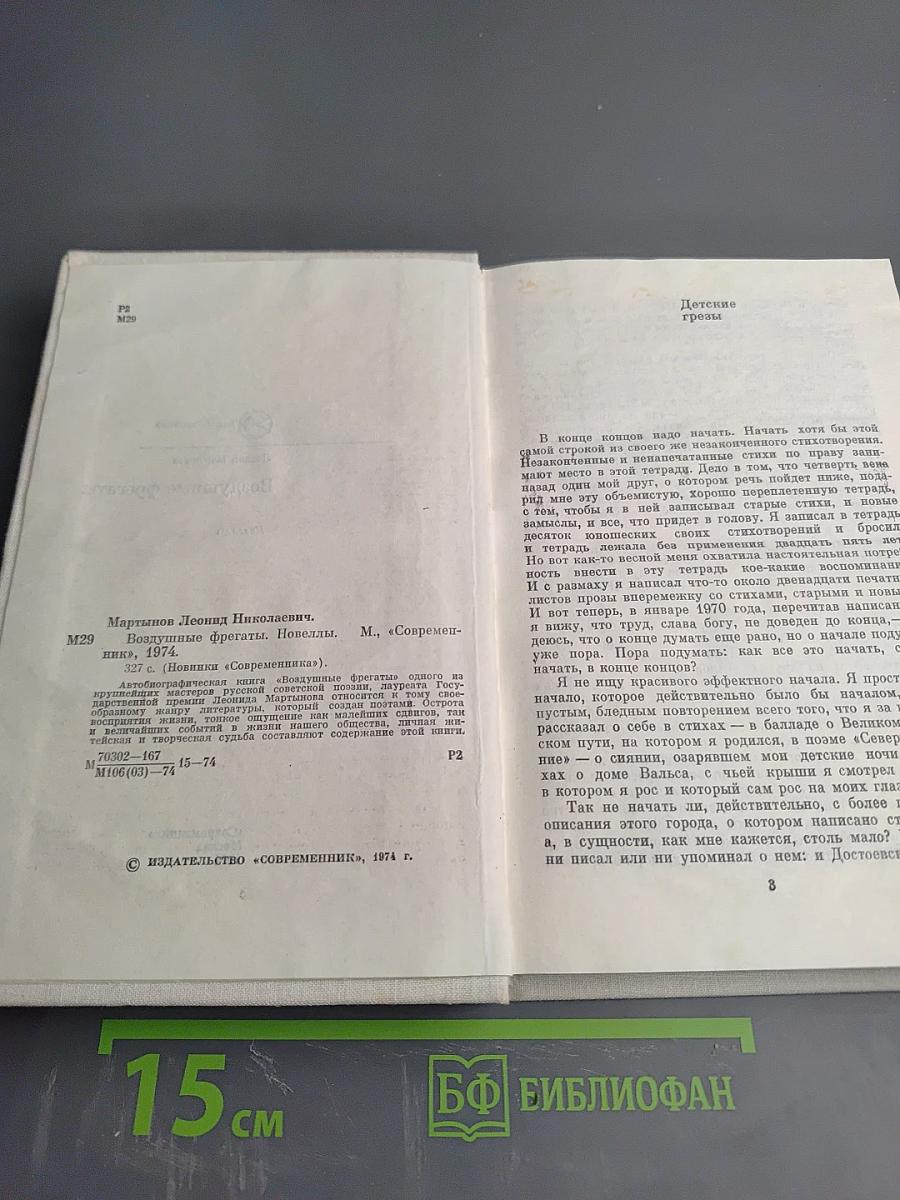 Р2
М29
Мартынов Леонид Николаевич.
М29 Воздушные фрегаты. Новеллы. М., «Современ-
ник», 1974.
327 с. (Новинки «Современника»).
Автобиографическая книга «Воздушные фрегаты» одного из
крупнейших мастеров русской советской поэзии, лауреата Госу-
дарственной премии Леонида Мартынова относится к тому свое-
образному жанру литературы, который создан поэтами. Острота
восприятия жизни, тонкое ощущение как малейших сдвигов, так
и величайших событий в жизни нашего общества, личная жи-
тейская и творческая судьба составляют содержание этой книги.
М 70302—167 15—74 Р2
М106(03)—74
© ИЗДАТЕЛЬСТВО «СОВРЕМЕННИК», 1974 г.
Детские
грезы
В конце концов надо начать. Начать хотя бы этой
самой строкой из своего же незаконченного стихотворения.
Незаконченные и ненапечатанные стихи по праву зани-
мают место в этой тетради. Дело в том, что четверть века
назад один мой друг, о котором речь пойдет ниже, пода-
рил мне эту объемистую, хорошо переплетенную тетрадь,
с тем, чтобы я в ней записывал старые стихи, и новые
замыслы, и все, что придет в голову. Я записал в тетрадь
десяток юношеских своих стихотворений и бросил
и тетрадь лежала без применения двадцать пять лет
Но вот как-то весной меня охватила настоятельная потре
ность внести в эту тетрадь кое-какие воспоминани
И с размаху я написал что-то около двенадцати печатн
листов прозы вперемежку со стихами, старыми и новы
И вот теперь, в январе 1970 года, перечитав написан
я вижу, что труд, слава богу, не доведен до конца,—
деюсь, что о конце думать еще рано, но о начале поду
уже пора. Пора подумать: как все это начать, с
начать, в конце концов?
Я не ищу красивого эффектного начала. Я прост
начало, которое действительно было бы началом,
пустым, бледным повторением всего того, что я за
рассказал о себе в стихах — в балладе о Великом
ском пути, на котором я родился, в поэме «Север
ние» — о сиянии, озарявшем мои детские ночи
хах о доме Вальса, с чьей крыши я смотрел
в котором я рос и который сам рос на моих глаз
Так не начать ли, действительно, с более
описания этого города, о котором написано ст
а, в сущности, как мне кажется, столь мало?
ни писал или ни упоминал о нем: и Достоевс
3
15 см
БФ БИБЛИОФАН